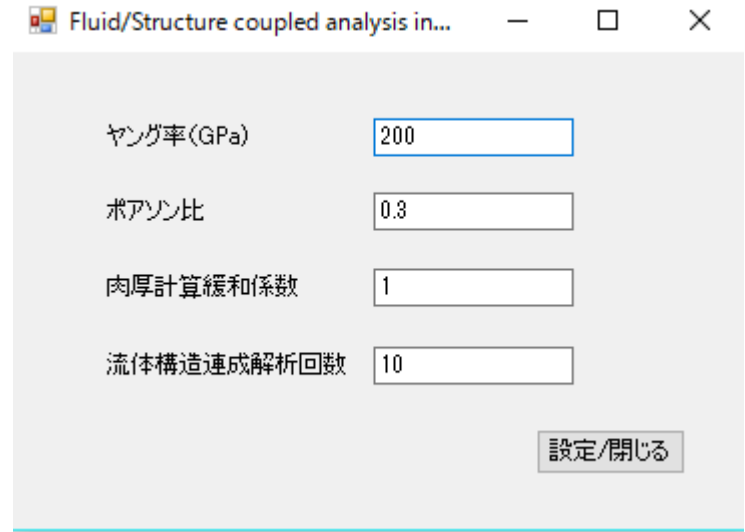 Fluid/Structure coupled analysis in...
ヤング率(GPa) 200
ポアソン比 0.3
肉厚計算緩和係数 1
流体構造連成解析回数 10
設定/閉じる